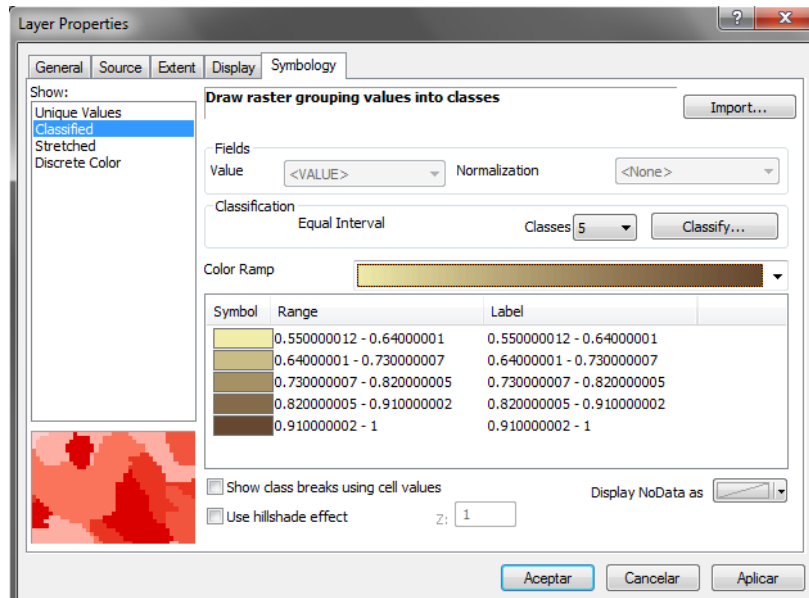 Layer Properties
? X
General Source Extent Display Symbology
Show:
Unique Values
Classified
Stretched
Discrete Color
Draw raster grouping values into classes
Import...
Fields
Value <VALUE> Normalization <None>
Classification
Equal Interval Classes 5 Classify...
Color Ramp
Symbol Range Label
0.550000012 - 0.64000001 0.550000012 - 0.64000001
0.64000001 - 0.730000007 0.64000001 - 0.730000007
0.730000007 - 0.820000005 0.730000007 - 0.820000005
0.820000005 - 0.910000002 0.820000005 - 0.910000002
0.910000002 - 1 0.910000002 - 1
Show class breaks using cell values Display NoData as
Use hillshade effect Z: 1
Aceptar Cancelar Aplicar